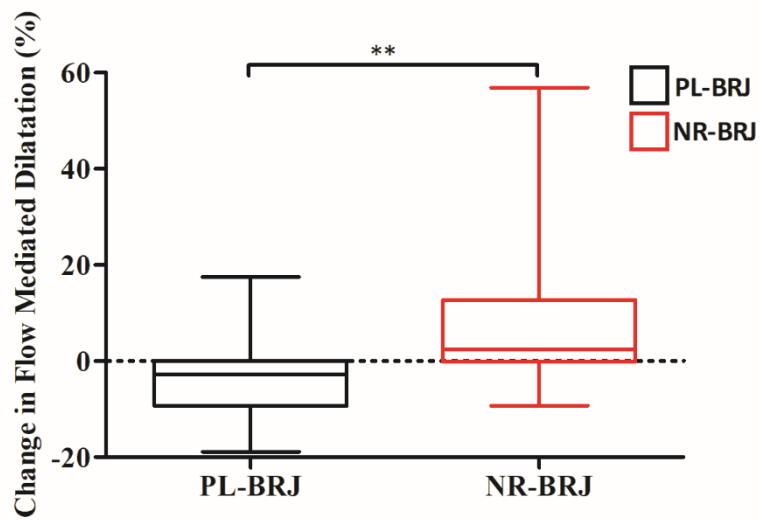 **
Change in Flow Mediated Dilatation (%)
60
40
20
0
-20
PL-BRJ
NR-BRJ
PL-BRJ
NR-BRJ